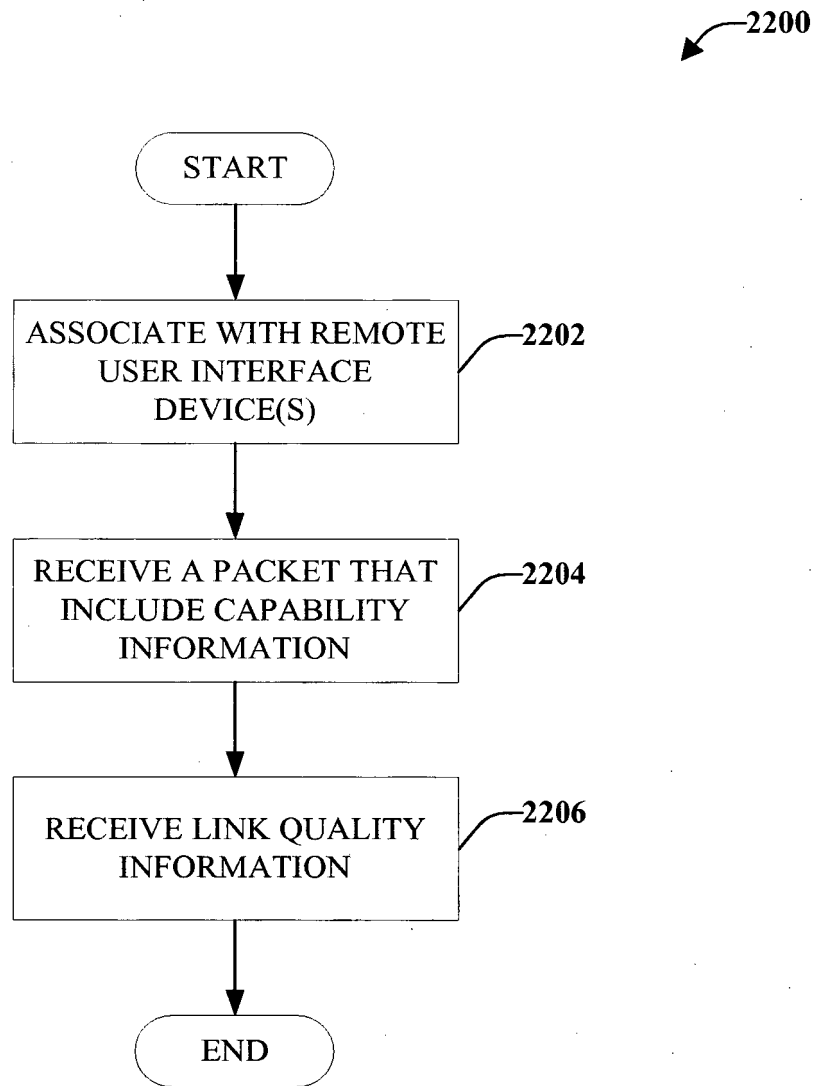 2200
START
ASSOCIATE WITH REMOTE
USER INTERFACE
DEVICE(S)
2202
RECEIVE A PACKET THAT
INCLUDE CAPABILITY
INFORMATION
2204
RECEIVE LINK QUALITY
INFORMATION
2206
END